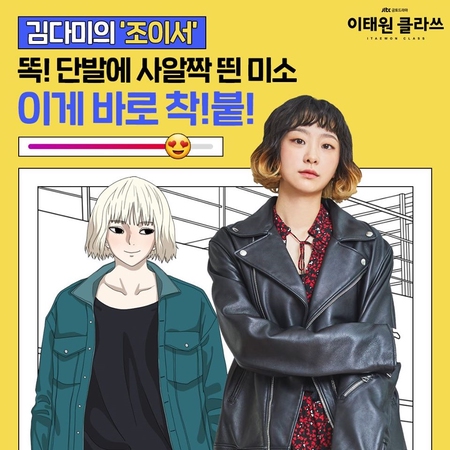 jtbc 금토드라마
이태원 클라쓰
ITAEWON CLASS
김다미의 '조이서'
똑! 단발에 사알짝 띈 미소
이게 바로 착!붙!